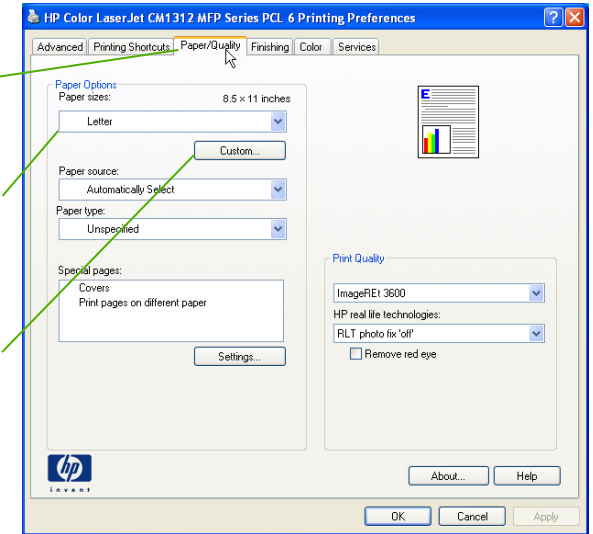 HP Color LaserJet CM1312 MFP Series PCL 6 Printing Preferences
Advanced
Printing Shortcuts
Paper/Quality
Finishing
Color
Services
Paper Options
Paper sizes:
8.5 × 11 inches
Letter
Custom...
Paper source:
Automatically Select
Paper type:
Unspecified
Special pages:
Covers
Print pages on different paper
Settings...
E
Print Quality
ImageREt 3600
HP real life technologies:
RLT photo fix 'off'
Remove red eye
hp
invent
About...
Help
OK
Cancel
Apply